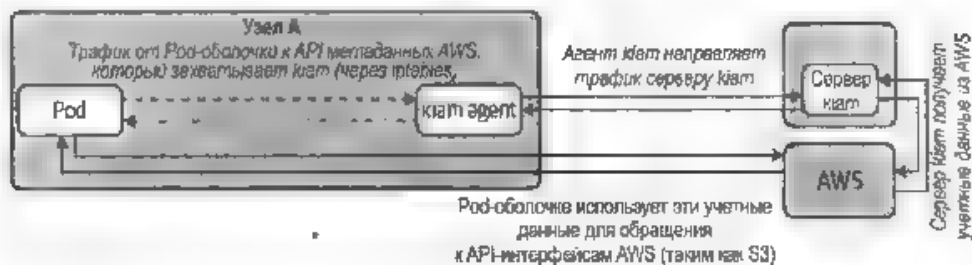 Узел А
Трафик от Pod-оболочки к API метаданных AWS,
который захватывает kiam (через iptables)
Pod
kiam agent
Агент kiam направляет
трафик серверу kiam
Сервер
kiam
AWS
Сервер kiam получает
учетные данные из AWS
Pod-оболочка использует эти учетные
данные для обращения
к API-интерфейсам AWS (таким как S3)